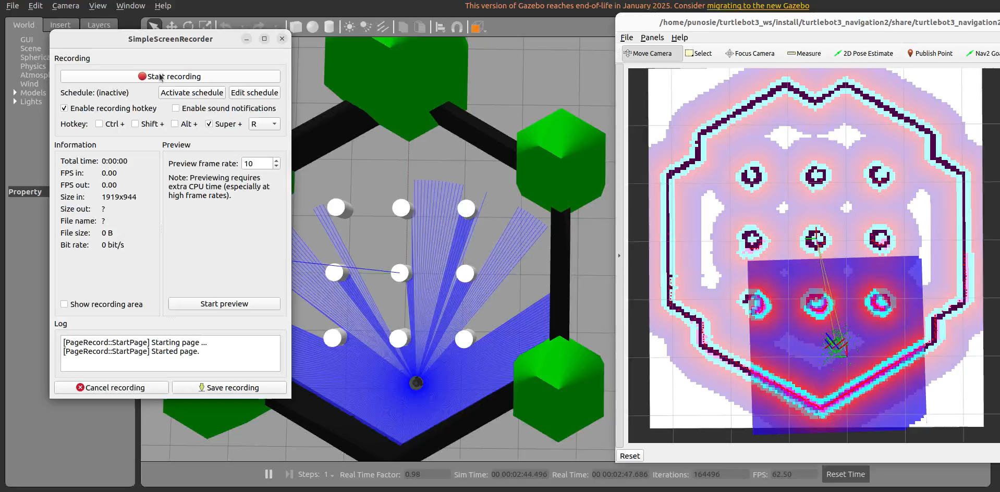 File Edit Camera View Window Help
This version of Gazebo reaches end-of-life in January 2025. Consider migrating to the new Gazebo
World Insert Layers
GUI
Scene
Physics
Wind
Models
Lights
Property
SimpleScreenRecorder
Recording
Start recording
Schedule: (inactive) Activate schedule Edit schedule
Enable recording hotkey Enable sound notifications
Hotkey: Ctrl + Shift + Alt + Super + R
Information
Total time: 0:00:00
FPS in: 0.00
FPS out: 0.00
Size in: 1919x944
Size out: ?
File name: ?
File size: 0 B
Bit rate: 0 bit/s
Show recording area
Preview
Preview frame rate: 10
Note: Previewing requires
extra CPU time (especially at
high frame rates).
Start preview
Log
[PageRecord::StartPage] Starting page ...
[PageRecord::StartPage] Started page.
Cancel recording Save recording
/home/punosie/turtlebot3_ws/install/turtlebot3_navigation2/share/turtlebot3_navigation2
File Panels Help
Move Camera Select Focus Camera Measure 2D Pose Estimate Publish Point Nav2
Reset
Steps: 1 Real Time Factor: 0.98 Sim Time: 00 00:02:44.496 Real Time: 00 00:02:47.686 Iterations: 164496 FPS: 62.50 Reset Time